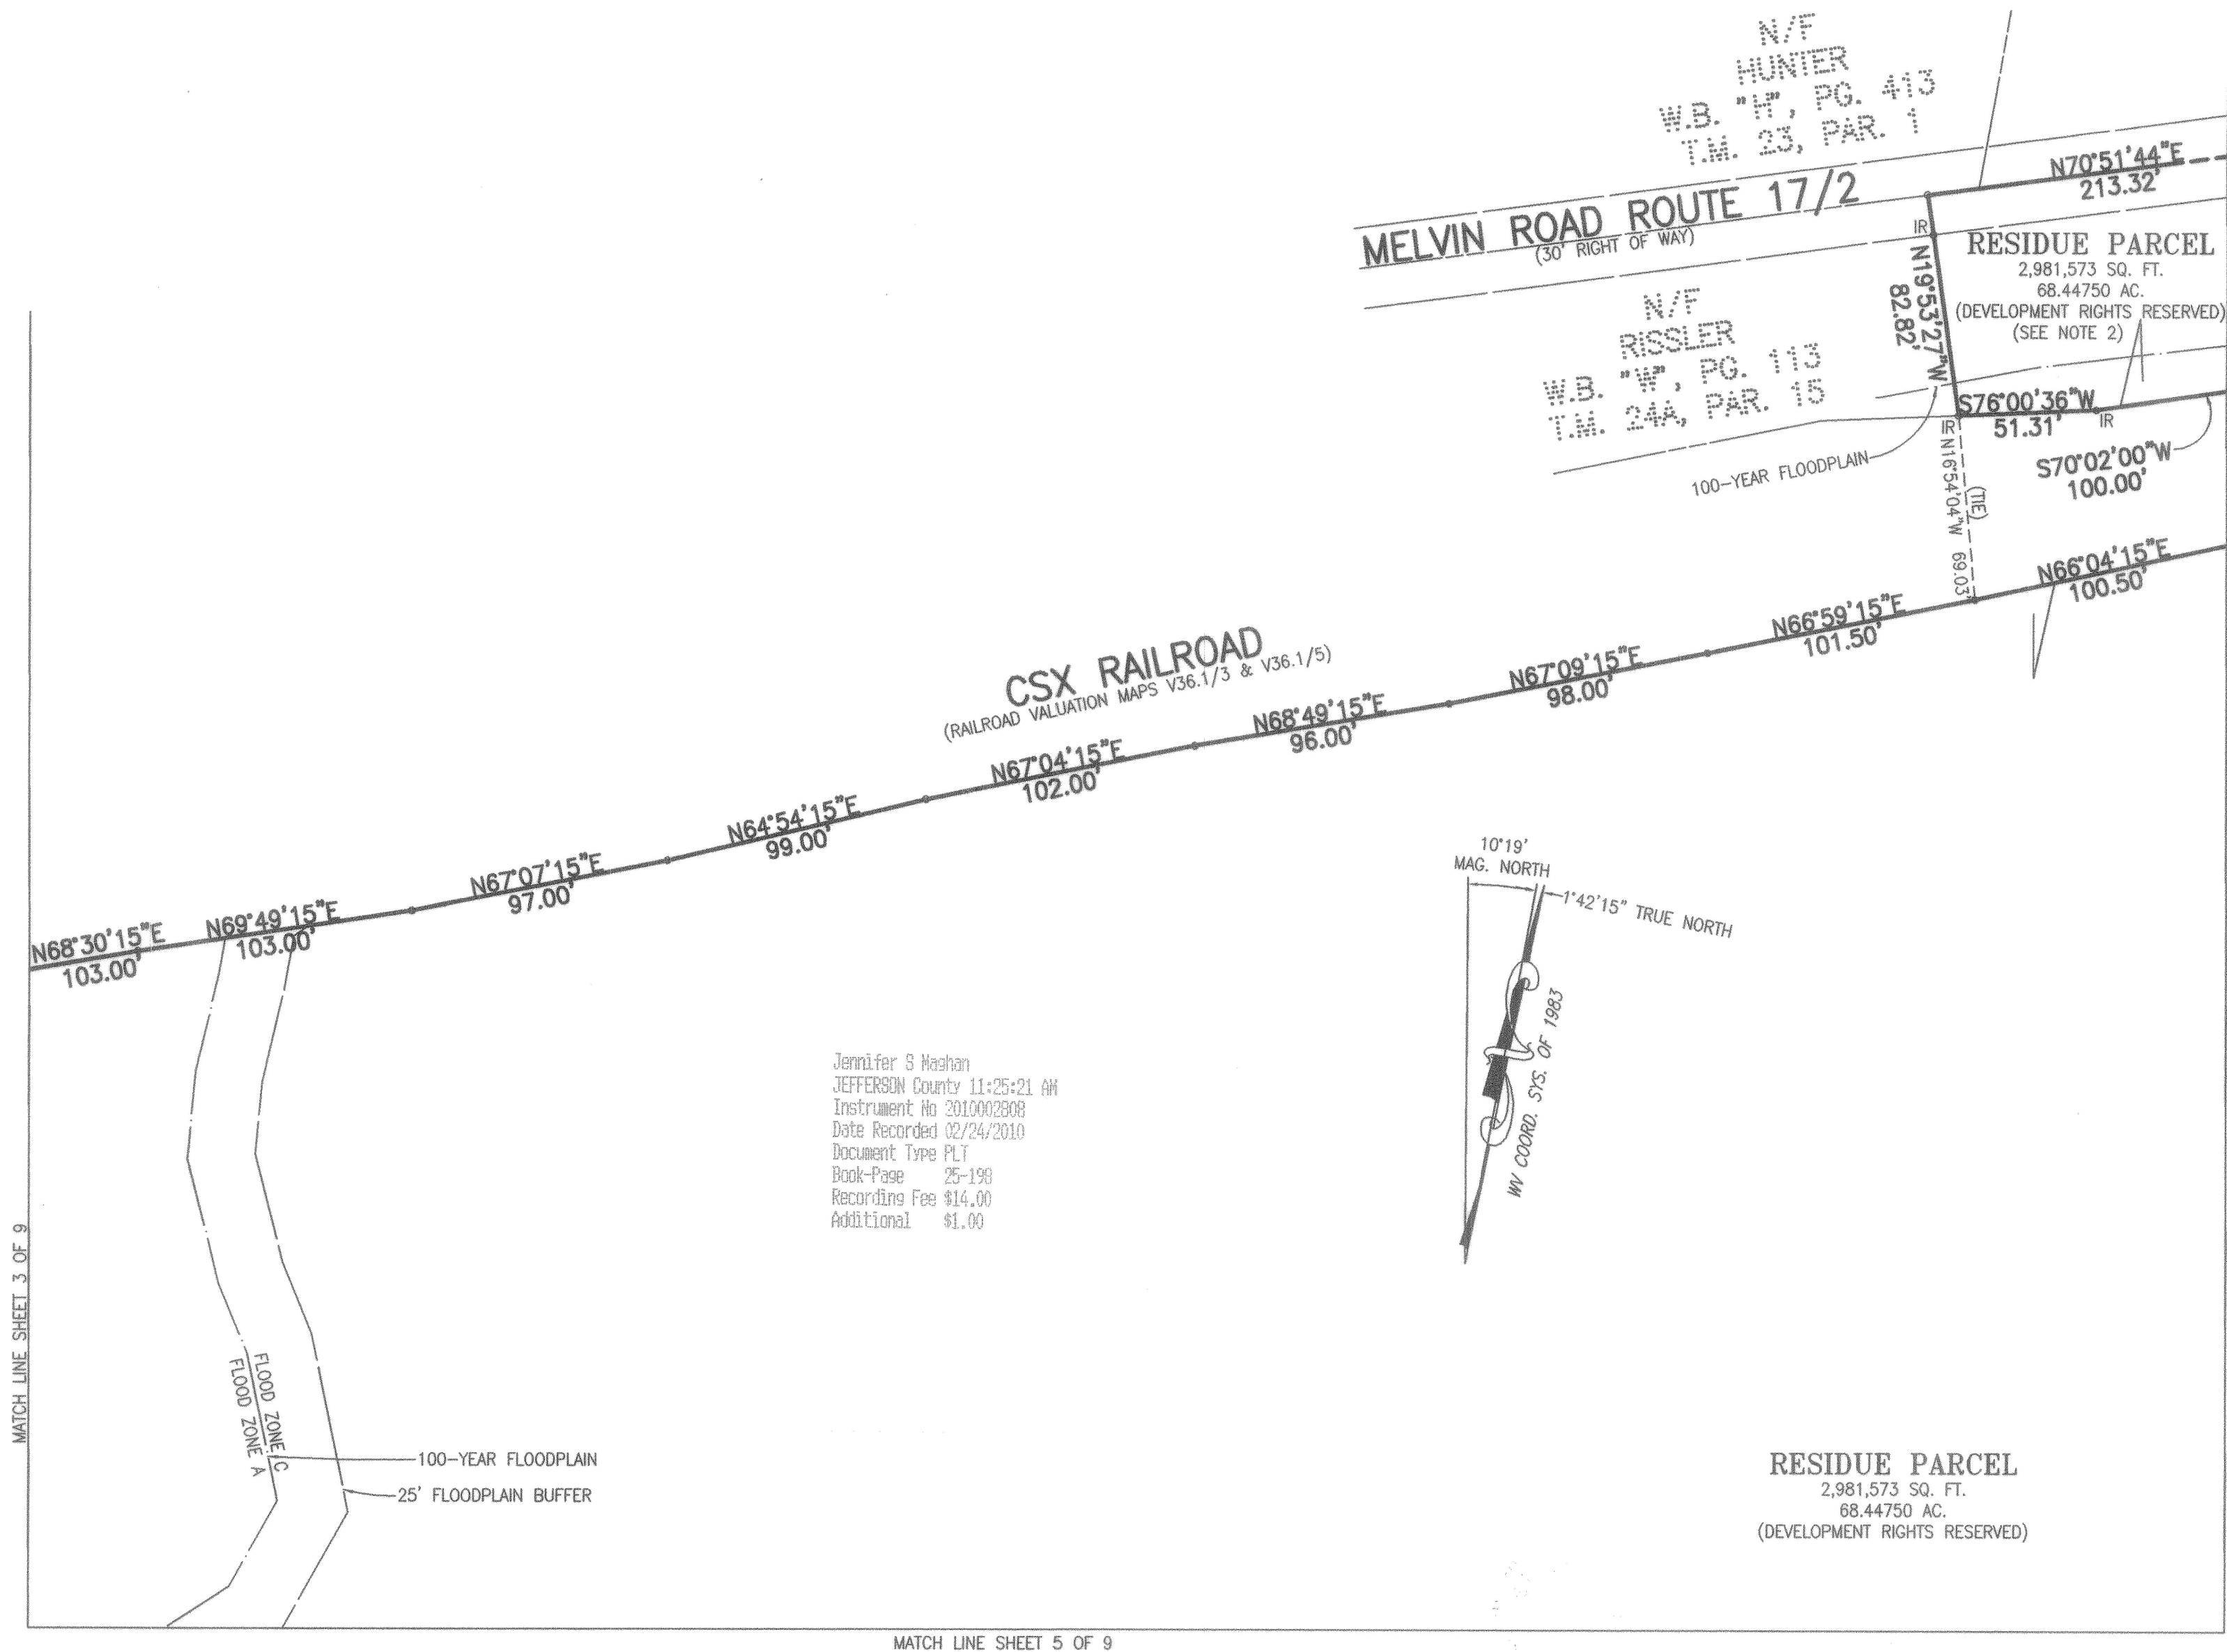 N/F
HUNTER
W.B. "H", PG. 413
T.M. 23, PAR. 1
N70°51'44"E
213.32'
MELVIN ROAD ROUTE 17/2
(30' RIGHT OF WAY)
IR
N19°53'27"W
82.82'
RESIDUE PARCEL
2,981,573 SQ. FT.
68.44750 AC.
(DEVELOPMENT RIGHTS RESERVED)
(SEE NOTE 2)
N/F
RISSLER
W.B. "W", PG. 113
T.M. 24A, PAR. 15
S76°00'36"W
51.31'
IR
IR
100-YEAR FLOODPLAIN
S70°02'00"W
100.00'
N16°54'04"W 69.03'
(TIE)
N66°04'15"E
100.50'
N66°59'15"E
101.50'
CSX RAILROAD
(RAILROAD VALUATION MAPS V36.1/3 & V36.1/5)
N67°09'15"E
98.00'
N68°49'15"E
96.00'
N67°04'15"E
102.00'
N64°54'15"E
99.00'
N67°07'15"E
97.00'
N69°49'15"E
103.00'
N68°30'15"E
103.00'
10°19'
MAG. NORTH
1°42'15" TRUE NORTH
WV COORD. SYS. OF 1983
Jennifer S Maghan
JEFFERSON County 11:25:21 AM
Instrument No 2010002808
Date Recorded 02/24/2010
Document Type PLT
Book-Page 25-198
Recording Fee $14.00
Additional $1.00
MATCH LINE SHEET 3 OF 9
FLOOD ZONE C
FLOOD ZONE A
100-YEAR FLOODPLAIN
25' FLOODPLAIN BUFFER
RESIDUE PARCEL
2,981,573 SQ. FT.
68.44750 AC.
(DEVELOPMENT RIGHTS RESERVED)
MATCH LINE SHEET 5 OF 9